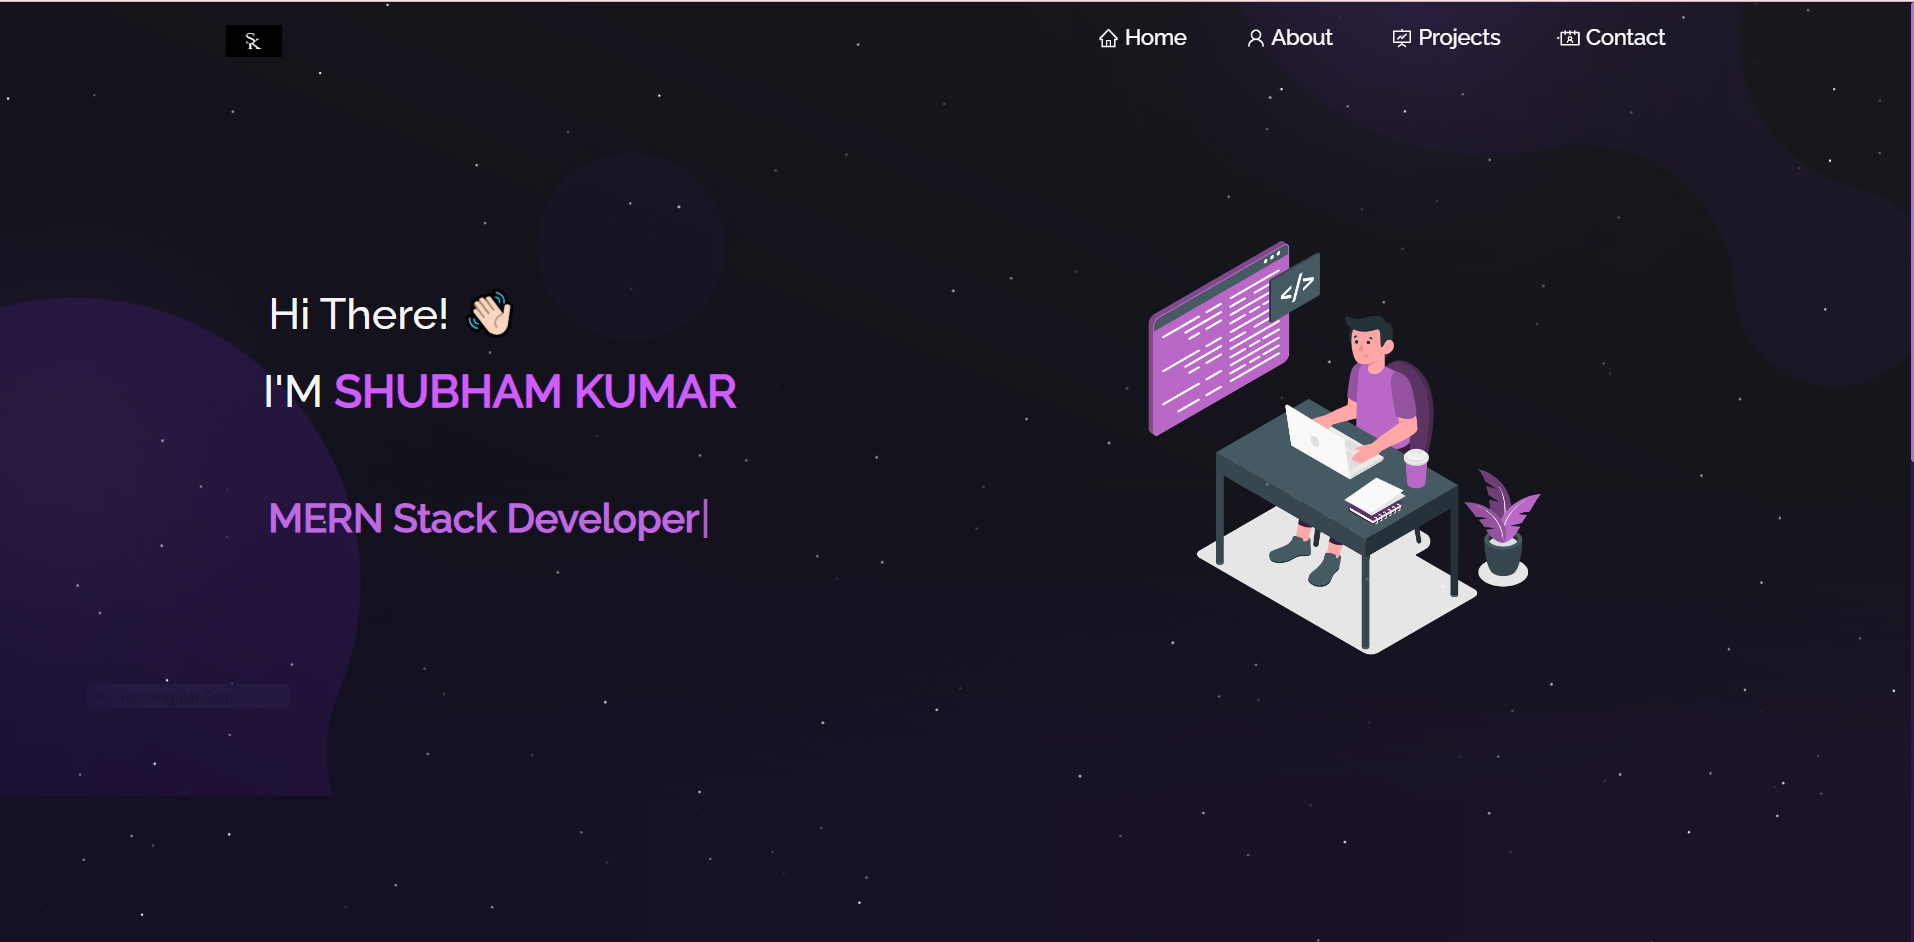 SK
Home
About
Projects
Contact
</>
Hi There! 👋🏻
I'M SHUBHAM KUMAR
MERN Stack Developer|
Rectangular Snip